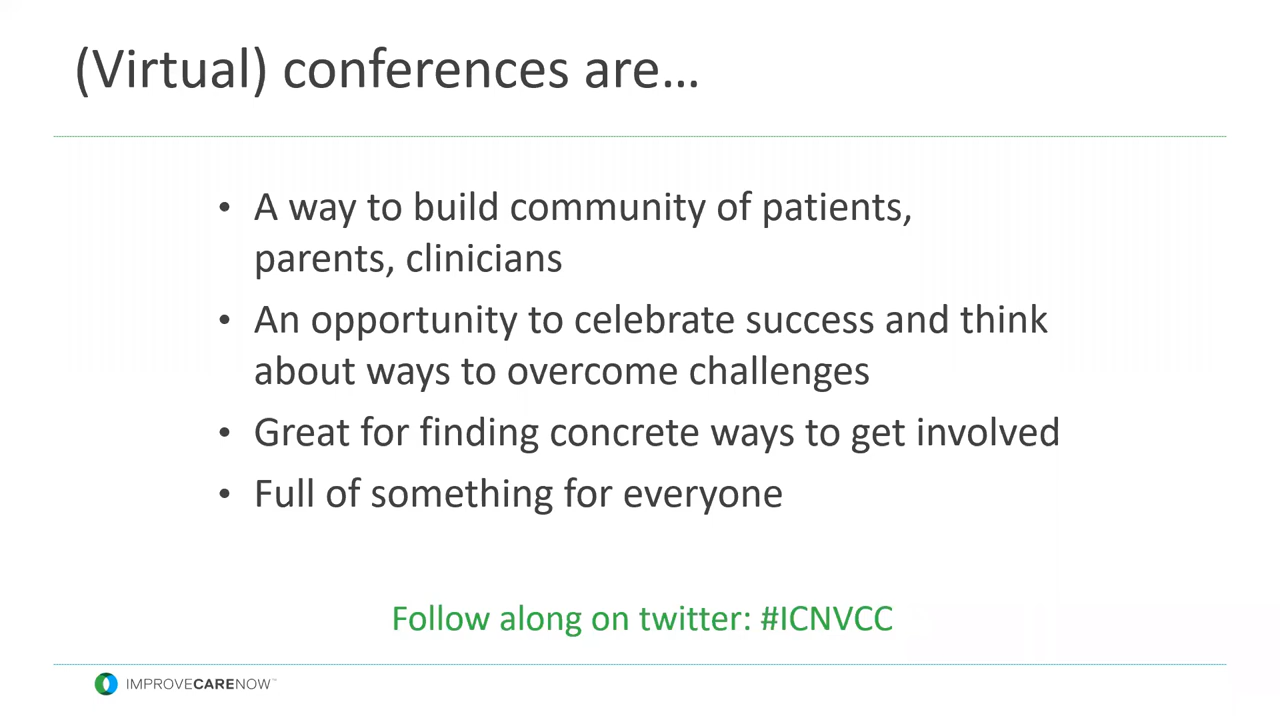 (Virtual) conferences are…
• A way to build community of patients,
parents, clinicians
• An opportunity to celebrate success and think
about ways to overcome challenges
• Great for finding concrete ways to get involved
• Full of something for everyone
Follow along on twitter: #ICNVCC
IMPROVECARENOW™